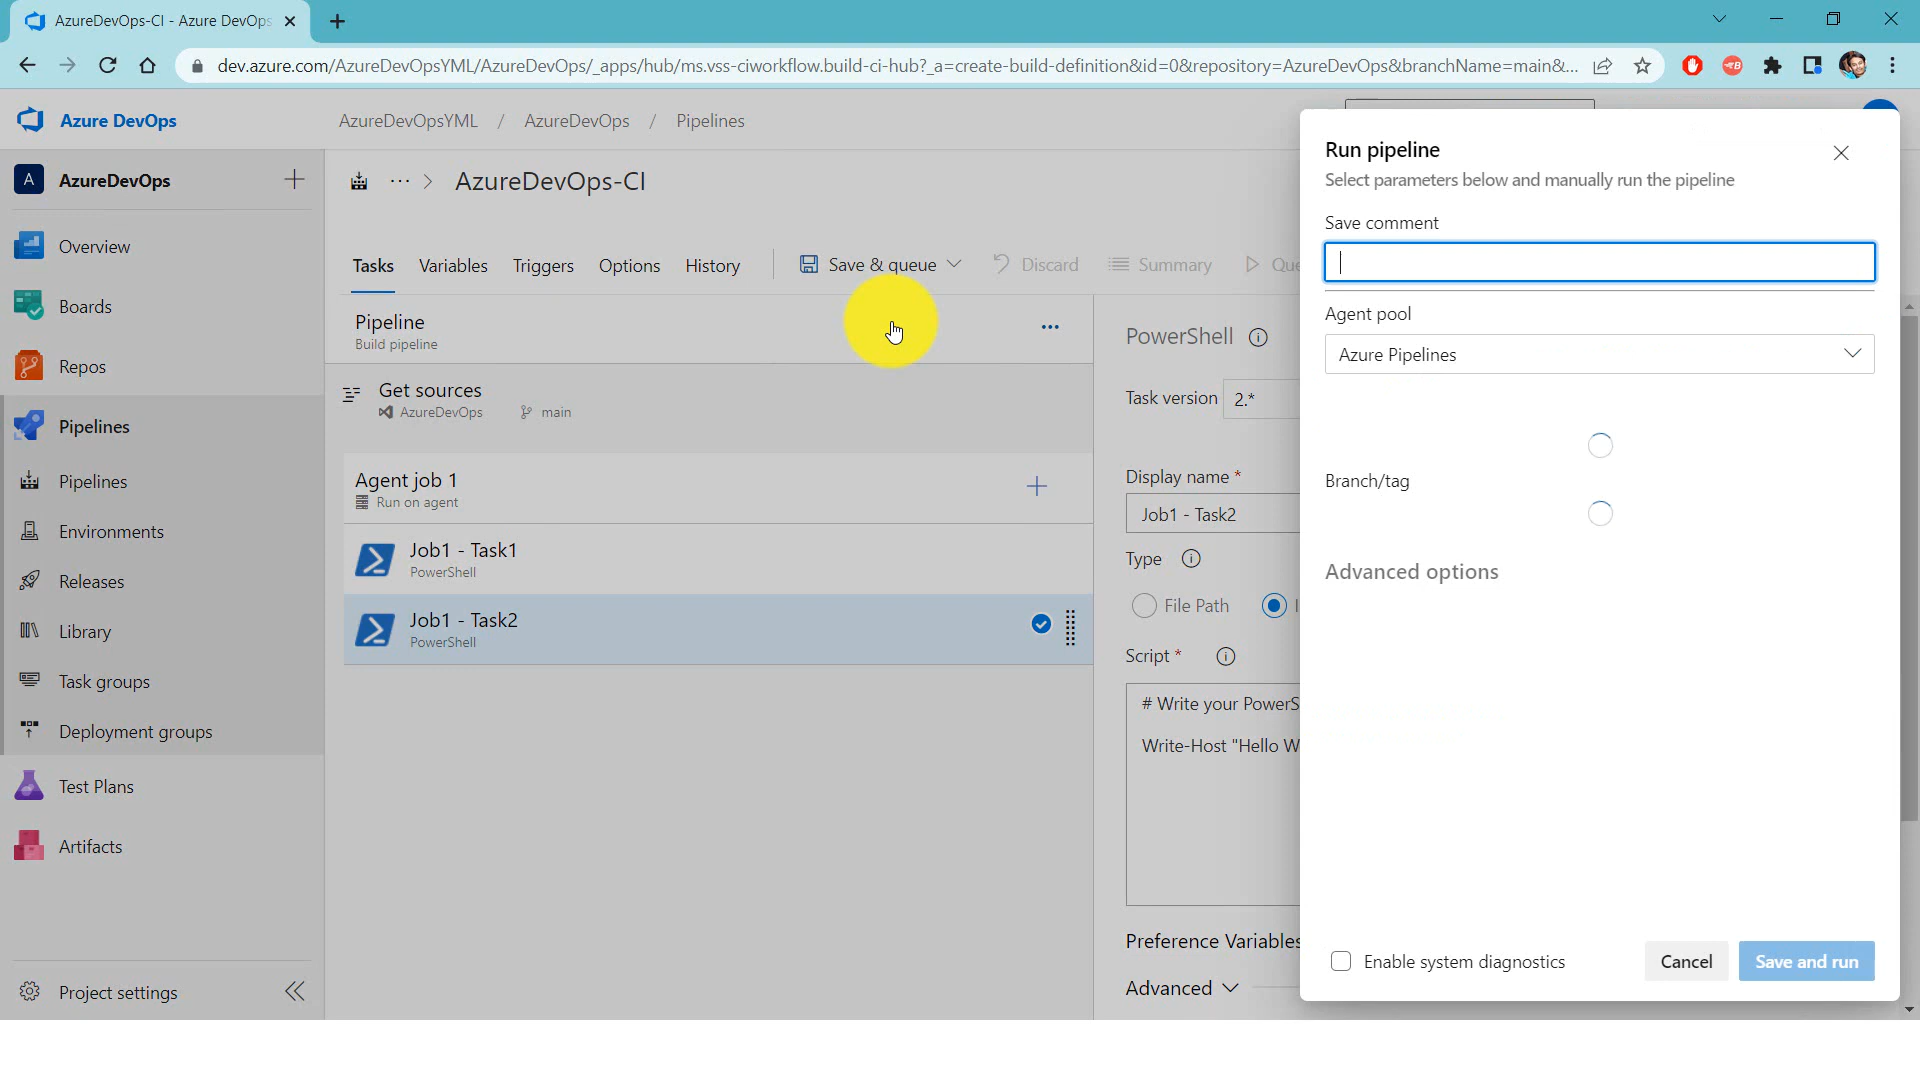 AzureDevOps-CI - Azure DevOps
dev.azure.com/AzureDevOpsYML/AzureDevOps/_apps/hub/ms.vss-ciworkflow.build-ci-hub?_a=create-build-definition&id=0&repository=AzureDevOps&branchName=main&...
Azure DevOps
AzureDevOpsYML / AzureDevOps / Pipelines
A AzureDevOps
Overview
Boards
Repos
Pipelines
Pipelines
Environments
Releases
Library
Task groups
Deployment groups
Test Plans
Artifacts
Project settings
··· > AzureDevOps-CI
Tasks Variables Triggers Options History Save & queue Discard Summary Que
Pipeline
Build pipeline
Get sources
AzureDevOps main
Agent job 1
Run on agent
Job1 - Task1
PowerShell
Job1 - Task2
PowerShell
PowerShell
Task version 2.*
Display name *
Job1 - Task2
Type
File Path I
Script *
# Write your PowerS
Write-Host "Hello W
Preference Variables
Advanced
Run pipeline
Select parameters below and manually run the pipeline
Save comment
Agent pool
Azure Pipelines
Branch/tag
Advanced options
Enable system diagnostics
Cancel
Save and run